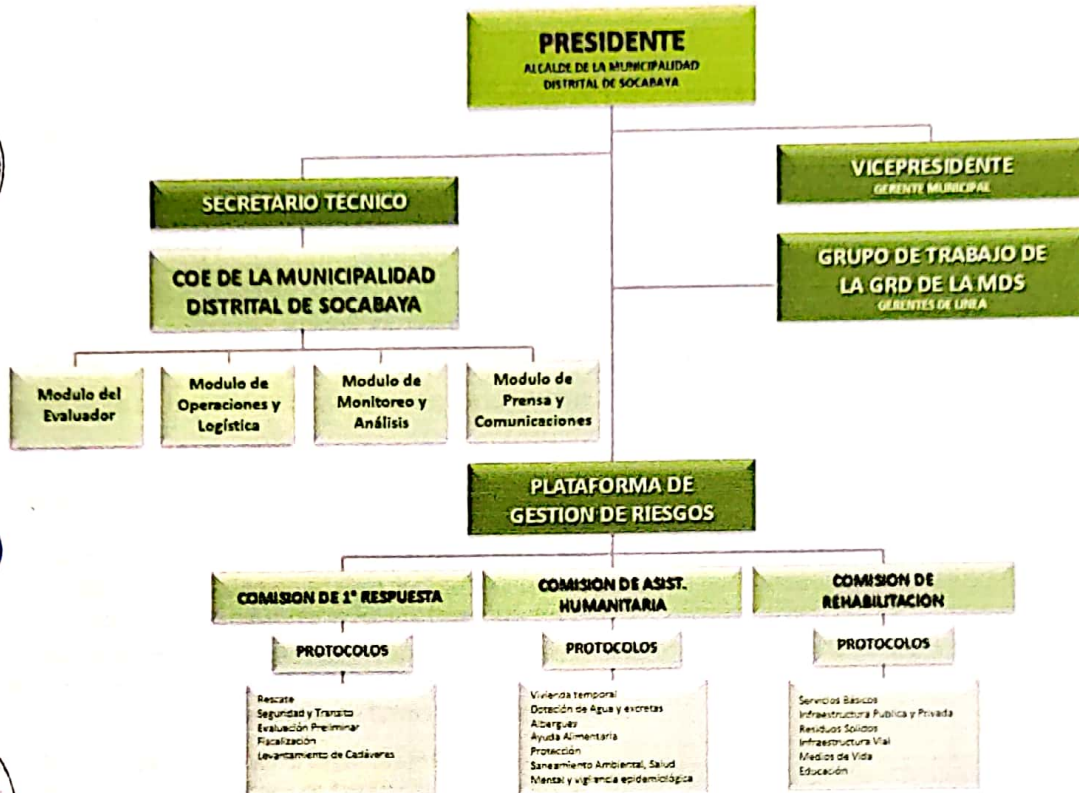 PRESIDENTE
ALCALDE DE LA MUNICIPALIDAD
DISTRITAL DE SOCABAYA
VICEPRESIDENTE
GERENTE MUNICIPAL
SECRETARIO TECNICO
GRUPO DE TRABAJO DE
LA GRD DE LA MDS
GERENTES DE LINEA
COE DE LA MUNICIPALIDAD
DISTRITAL DE SOCABAYA
Modulo del
Evaluador
Modulo de
Operaciones y
Logística
Modulo de
Monitoreo y
Análisis
Modulo de
Prensa y
Comunicaciones
PLATAFORMA DE
GESTION DE RIESGOS
COMISION DE 1° RESPUESTA
COMISION DE ASIST.
HUMANITARIA
COMISION DE
REHABILITACION
PROTOCOLOS
PROTOCOLOS
PROTOCOLOS
Rescate
Seguridad y Transito
Evaluación Preliminar
Fiscalización
Levantamiento de Cadáveres
Vivienda temporal
Dotación de Agua y excretas
Albergues
Ayuda Alimentaria
Protección
Saneamiento Ambiental, Salud
Mental y vigilancia epidemiológica
Servicios Básicos
Infraestructura Publica y Privada
Residuos Solidos
Infraestructura Vial
Medios de Vida
Educación